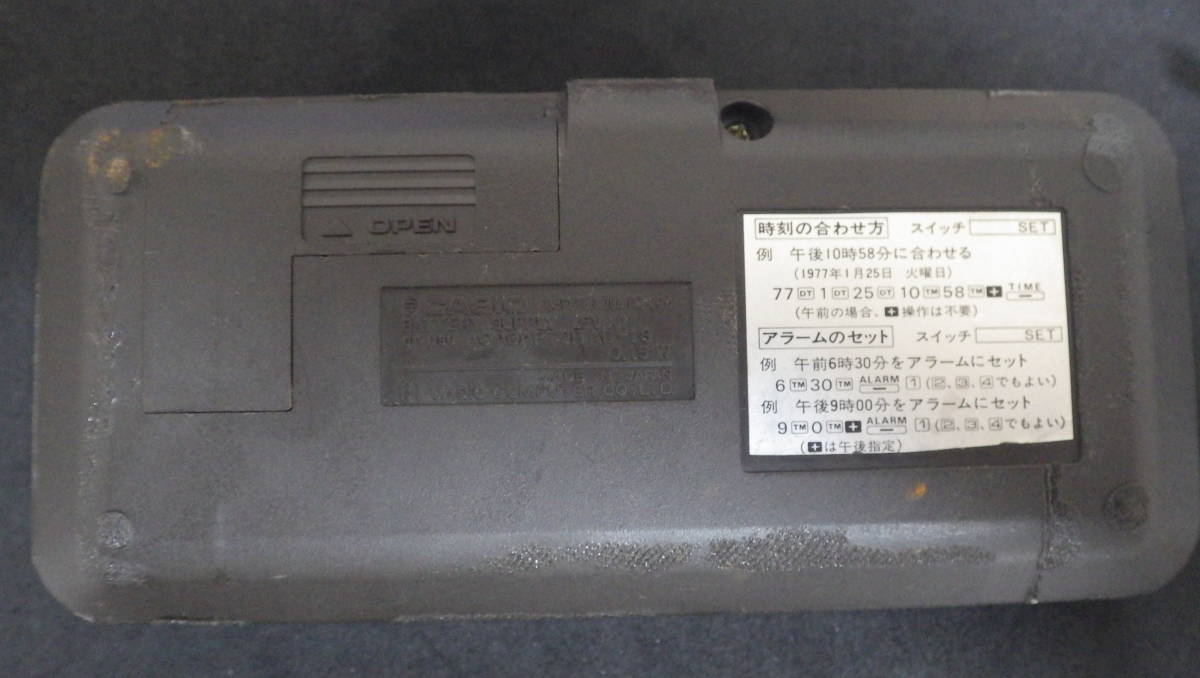 OPEN
CASIO
MADE IN JAPAN
時刻の合わせ方 スイッチ SET
例 午後10時58分に合わせる
(1977年1月25日 火曜日)
77 DT 1 DT 25 DT 10 TM 58 TM + TIME
(午前の場合、+操作は不要)
アラームのセット スイッチ SET
例 午前6時30分をアラームにセット
6 TM 30 TM ALARM 1 (2、3、4でもよい)
例 午後9時00分をアラームにセット
9 TM 0 TM + ALARM 1 (2、3、4でもよい)
(+は午後指定)